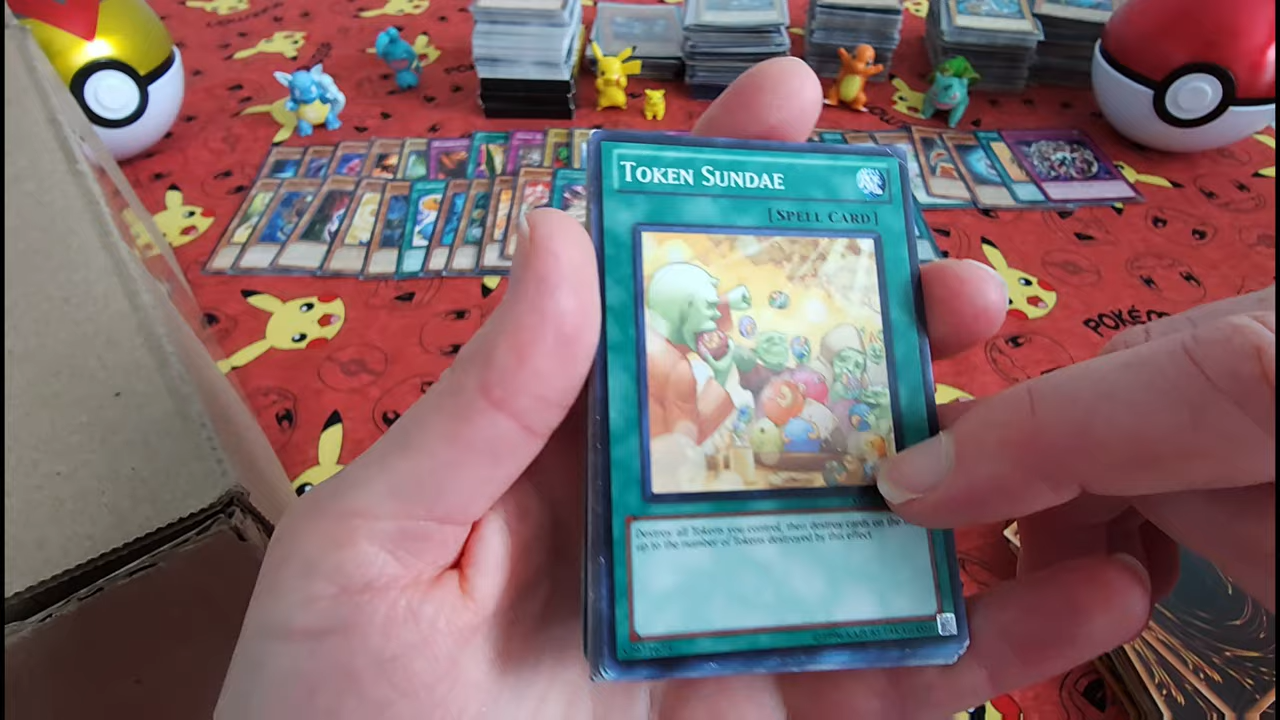 TOKEN SUNDAE
[SPELL CARD]
Destroy all Tokens you control, then destroy cards on the
up to the number of Tokens destroyed by this effect.
POKÉM